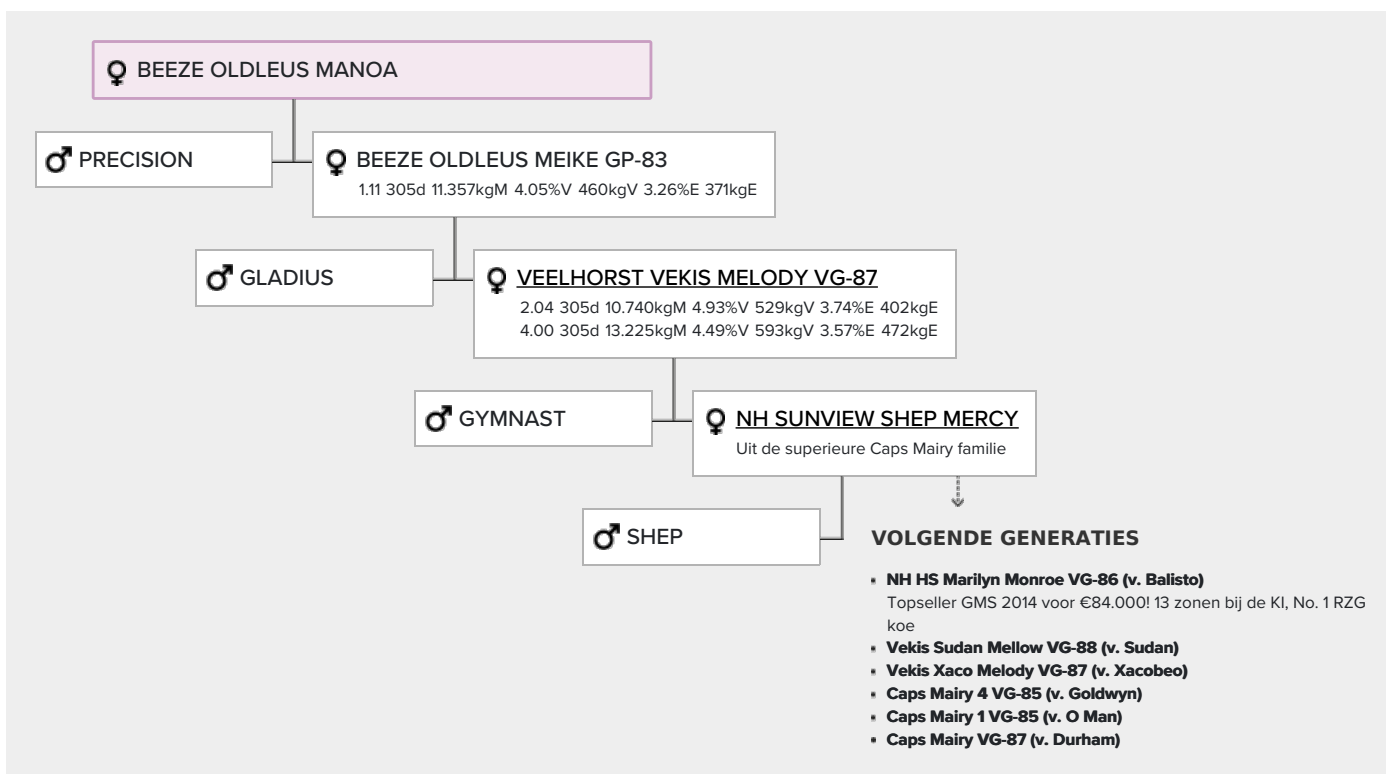 BEEZE OLDLEUS MANOA
PRECISION
BEEZE OLDLEUS MEIKE GP-83
1.11 305d 11.357kgM 4.05%V 460kgV 3.26%E 371kgE
GLADIUS
VEELHORST VEKIS MELODY VG-87
2.04 305d 10.740kgM 4.93%V 529kgV 3.74%E 402kgE
4.00 305d 13.225kgM 4.49%V 593kgV 3.57%E 472kgE
GYMNAST
NH SUNVIEW SHEP MERCY
Uit de superieure Caps Mairy familie
SHEP
VOLGENDE GENERATIES
NH HS Marilyn Monroe VG-86 (v. Balisto)
Topseller GMS 2014 voor €84.000! 13 zonen bij de KI, No. 1 RZG
koe
Vekis Sudan Mellow VG-88 (v. Sudan)
Vekis Xaco Melody VG-87 (v. Xacobeo)
Caps Mairy 4 VG-85 (v. Goldwyn)
Caps Mairy 1 VG-85 (v. O Man)
Caps Mairy VG-87 (v. Durham)